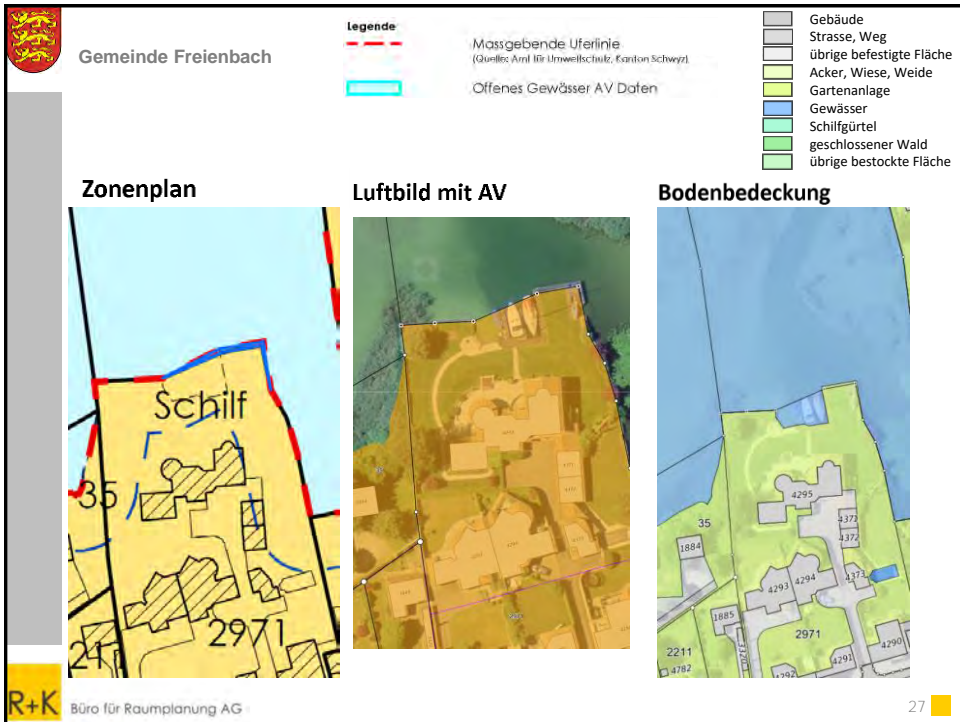 Gemeinde Freienbach
Legende
Massgebende Uferlinie
(Quelle: Amt für Umweltschutz, Kanton Schwyz)
Offenes Gewässer AV Daten
Gebäude
Strasse, Weg
übrige befestigte Fläche
Acker, Wiese, Weide
Gartenanlage
Gewässer
Schilfgürtel
geschlossener Wald
übrige bestockte Fläche
Zonenplan
Luftbild mit AV
Bodenbedeckung
Schilf
35
2971
211
4295
4371
4372
35
1884
4293
4294
4373
1885
2971
2211
4782
4292
4291
4290
R+K
Büro für Raumplanung AG
27